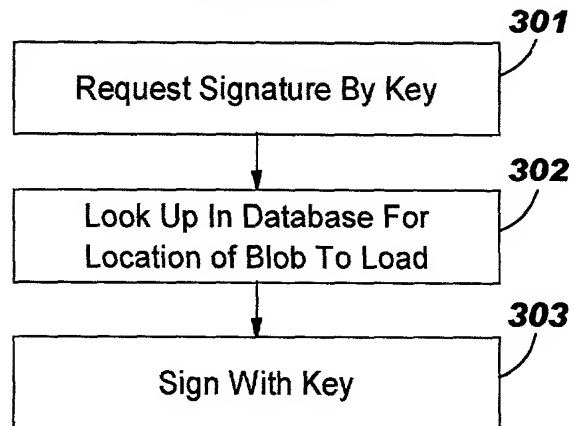 301
Request Signature By Key
302
Look Up In Database For
Location of Blob To Load
303
Sign With Key